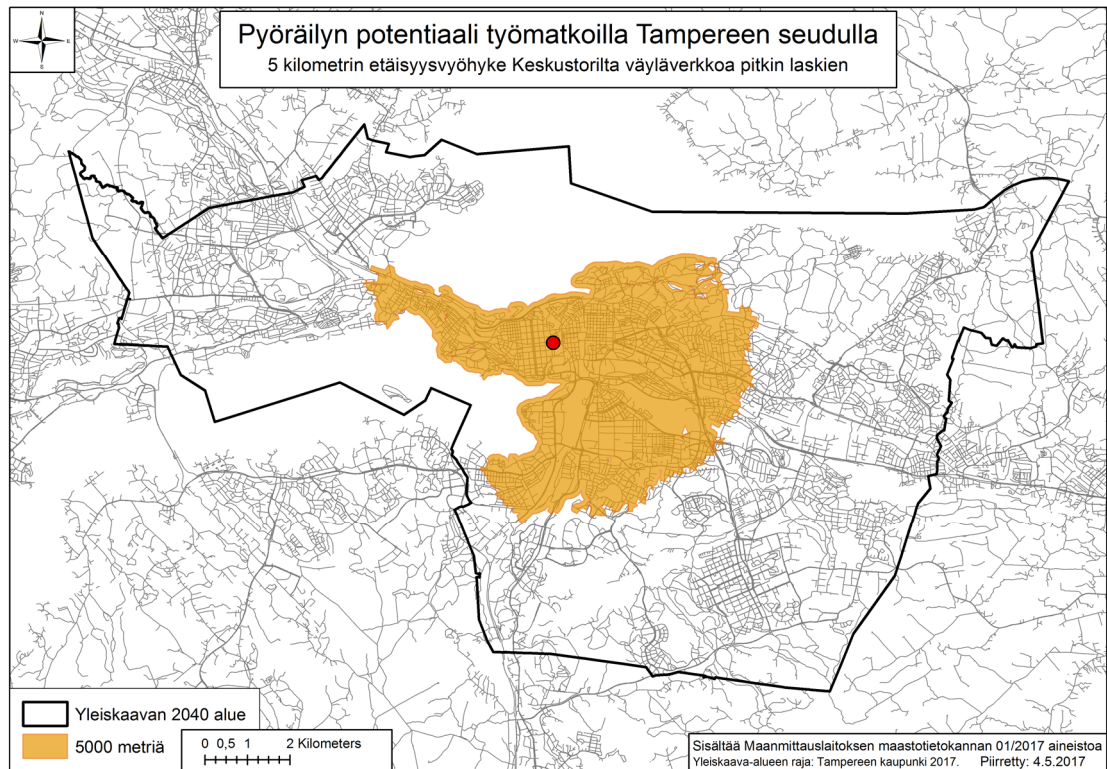 N
W E
S
Pyöräilyn potentiaali työmatkoilla Tampereen seudulla
5 kilometrin etäisyysvyöhyke Keskustorilta väyläverkkoa pitkin laskien
Yleiskaavan 2040 alue
5000 metriä
0 0,5 1 2 Kilometers
Sisältää Maanmittauslaitoksen maastotietokannan 01/2017 aineistoa
Yleiskaava-alueen raja: Tampereen kaupunki 2017. Piirretty: 4.5.2017